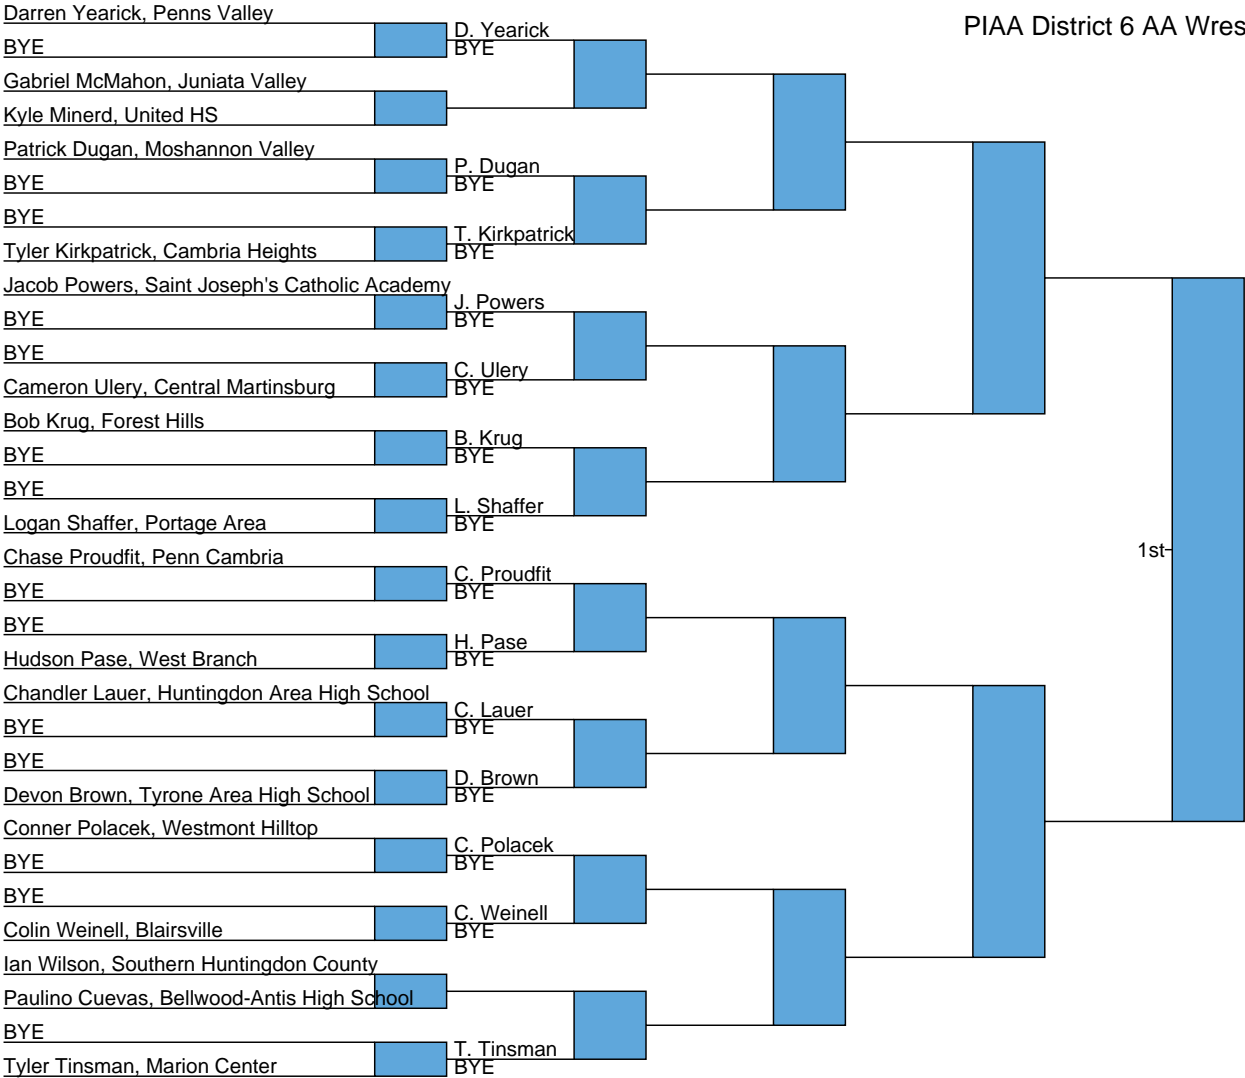 Darren Yearick, Penns Valley
BYE
Gabriel McMahon, Juniata Valley
Kyle Minerd, United HS
Patrick Dugan, Moshannon Valley
BYE
BYE
Tyler Kirkpatrick, Cambria Heights
Jacob Powers, Saint Joseph's Catholic Academy
BYE
BYE
Cameron Ulery, Central Martinsburg
Bob Krug, Forest Hills
BYE
BYE
Logan Shaffer, Portage Area
Chase Proudfit, Penn Cambria
BYE
BYE
Hudson Pase, West Branch
Chandler Lauer, Huntingdon Area High School
BYE
BYE
Devon Brown, Tyrone Area High School
Conner Polacek, Westmont Hilltop
BYE
BYE
Colin Weinell, Blairsville
Ian Wilson, Southern Huntingdon County
Paulino Cuevas, Bellwood-Antis High School
BYE
Tyler Tinsman, Marion Center
D. Yearick
BYE
P. Dugan
BYE
T. Kirkpatrick
BYE
J. Powers
BYE
C. Ulery
BYE
B. Krug
BYE
L. Shaffer
BYE
C. Proudfit
BYE
H. Pase
BYE
C. Lauer
BYE
D. Brown
BYE
C. Polacek
BYE
C. Weinell
BYE
T. Tinsman
BYE
PIAA District 6 AA Wres
1st